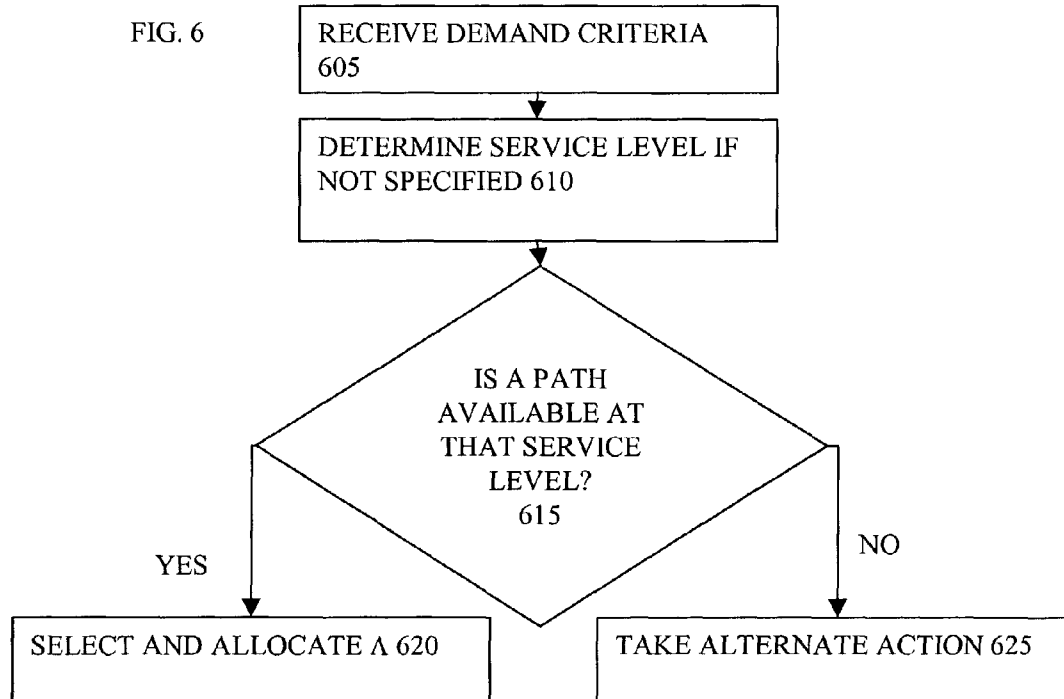 FIG. 6
RECEIVE DEMAND CRITERIA
605
DETERMINE SERVICE LEVEL IF
NOT SPECIFIED 610
IS A PATH
AVAILABLE AT
THAT SERVICE
LEVEL?
615
YES
NO
SELECT AND ALLOCATE Λ 620
TAKE ALTERNATE ACTION 625